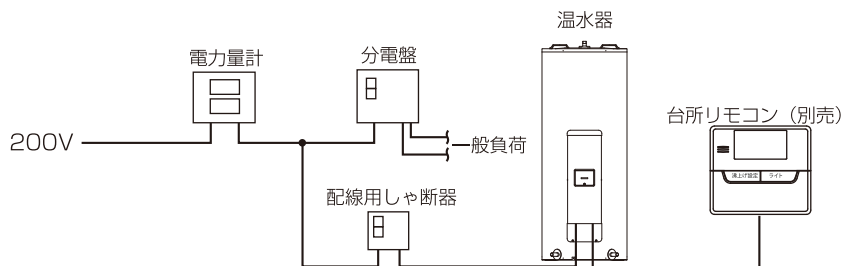 温水器
電力量計
分電盤
台所リモコン（別売）
200V
一般負荷
配線用しゃ断器
沸上げ設定
ライト